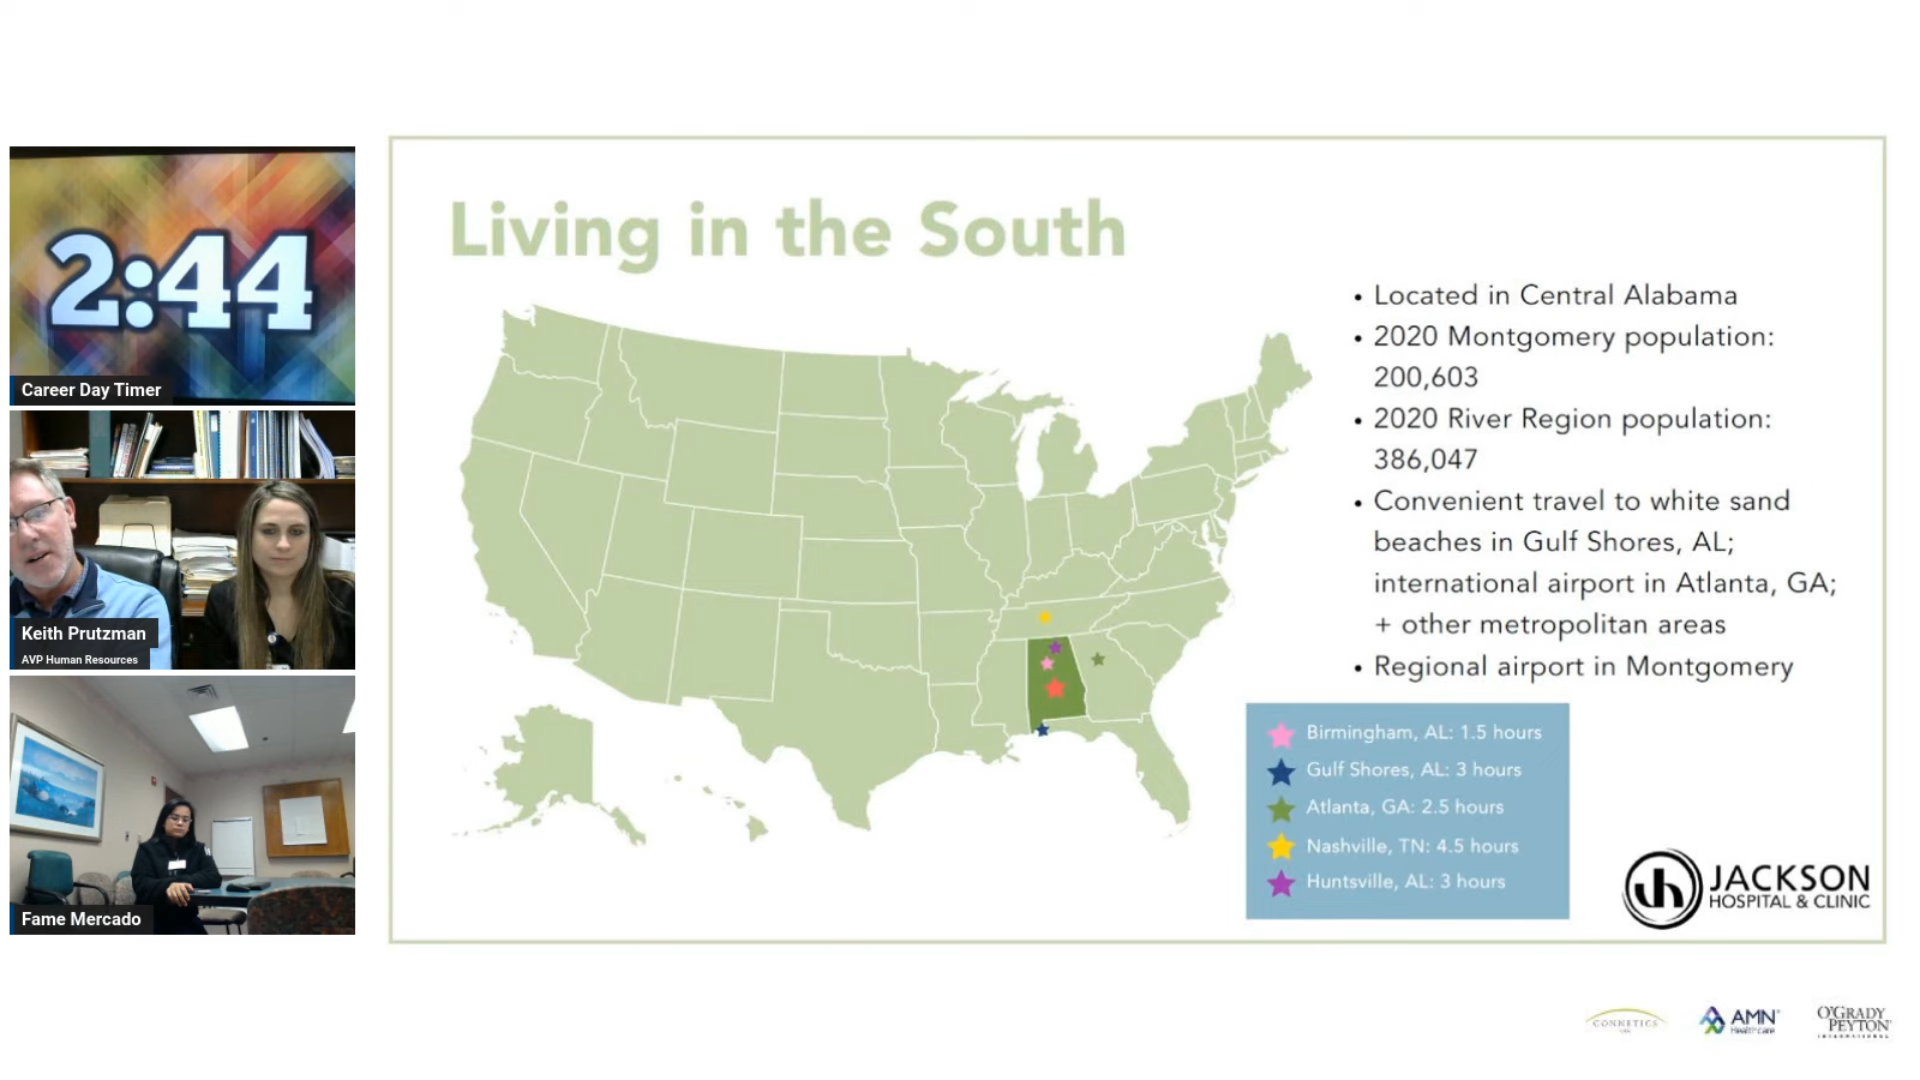 2:44
Career Day Timer
Keith Prutzman
AVP Human Resources
Fame Mercado
Living in the South
• Located in Central Alabama
• 2020 Montgomery population:
200,603
• 2020 River Region population:
386,047
• Convenient travel to white sand
beaches in Gulf Shores, AL;
international airport in Atlanta, GA;
+ other metropolitan areas
• Regional airport in Montgomery
Birmingham, AL: 1.5 hours
Gulf Shores, AL: 3 hours
Atlanta, GA: 2.5 hours
Nashville, TN: 4.5 hours
Huntsville, AL: 3 hours
JACKSON
HOSPITAL & CLINIC
CONNETICS
AMN
Healthcare
O'GRADY
PEYTON
INTERNATIONAL